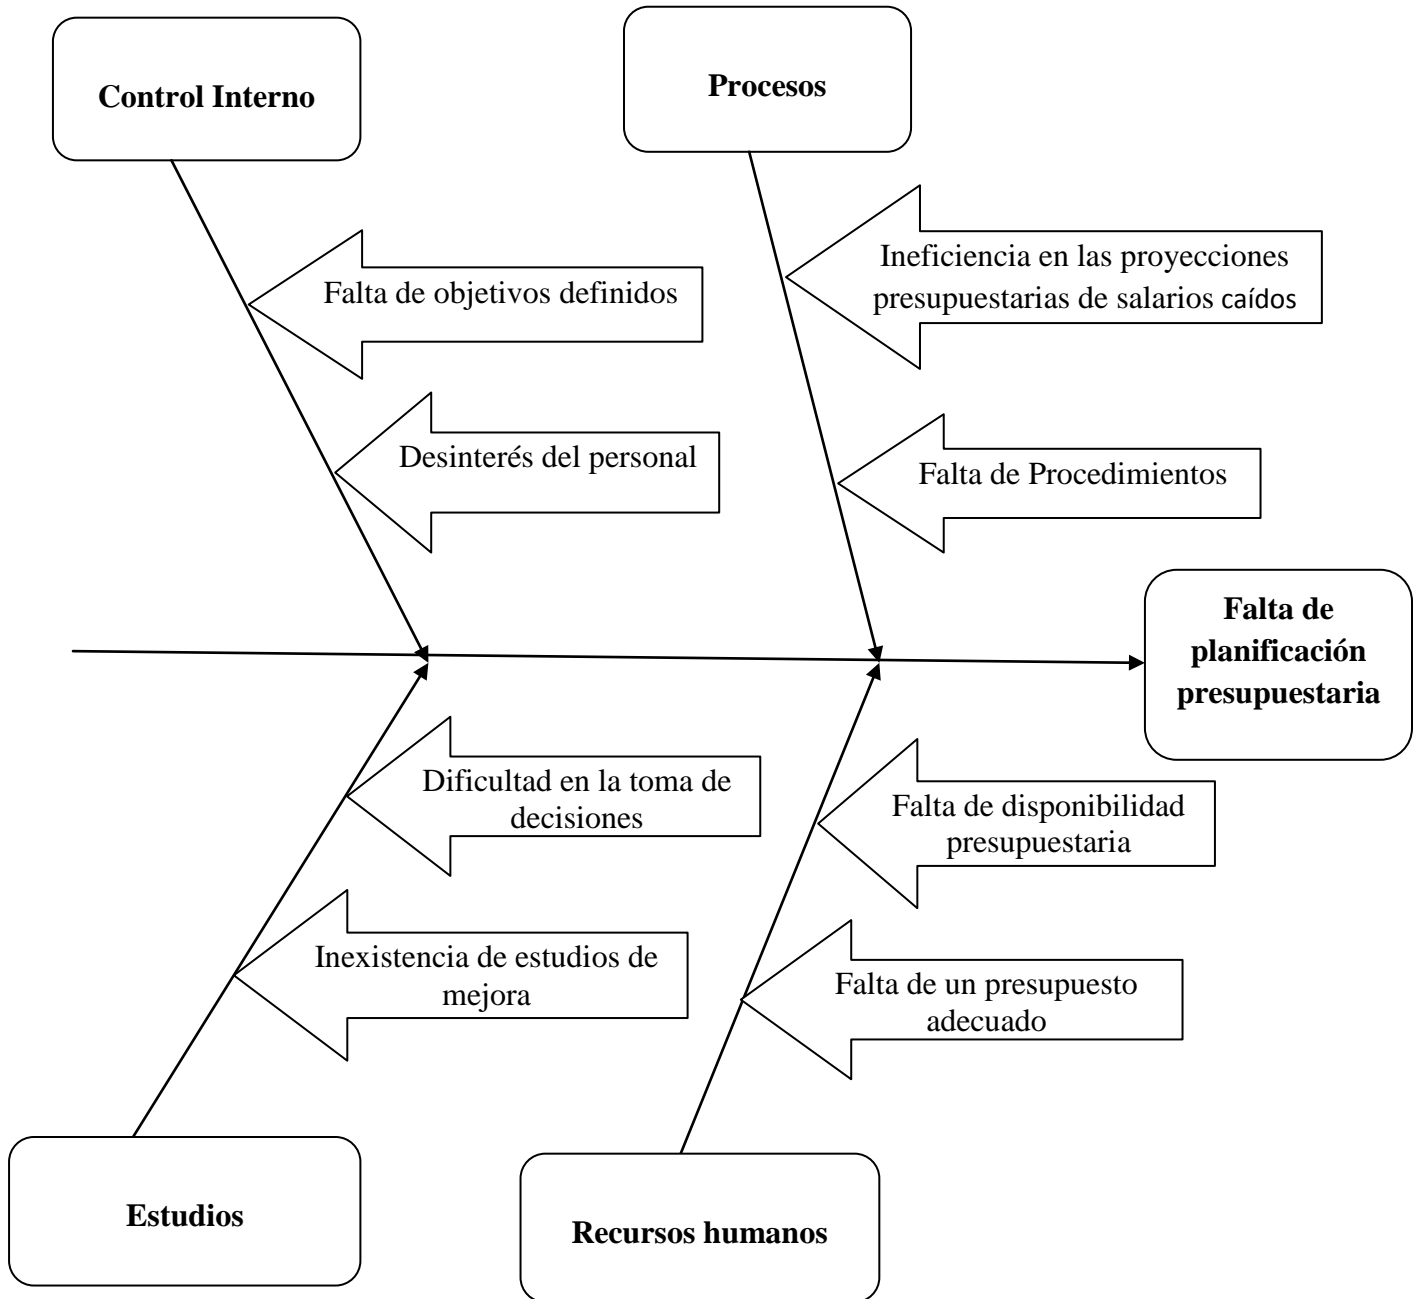 Control Interno
Procesos
Ineficiencia en las proyecciones
presupuestarias de salarios caídos
Falta de objetivos definidos
Desinterés del personal
Falta de Procedimientos
Falta de
planificación
presupuestaria
Dificultad en la toma de
decisiones
Falta de disponibilidad
presupuestaria
Inexistencia de estudios de
mejora
Falta de un presupuesto
adecuado
Estudios
Recursos humanos